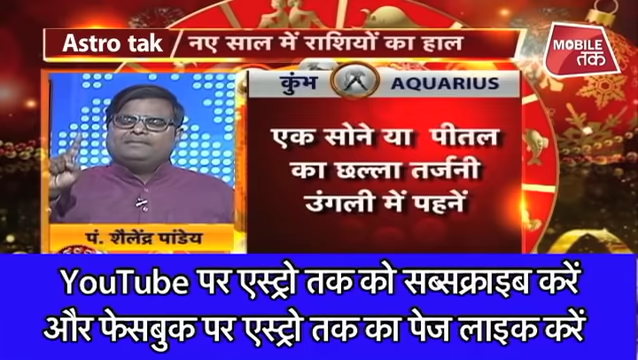 Astro tak
नए साल में राशियों का हाल
MOBILE
तक
कुंभ AQUARIUS
एक सोने या पीतल
का छल्ला तर्जनी
उंगली में पहनें
पं. शैलेंद्र पांडेय
YouTube पर एस्ट्रो तक को सब्सक्राइब करें
और फेसबुक पर एस्ट्रो तक का पेज लाइक करें